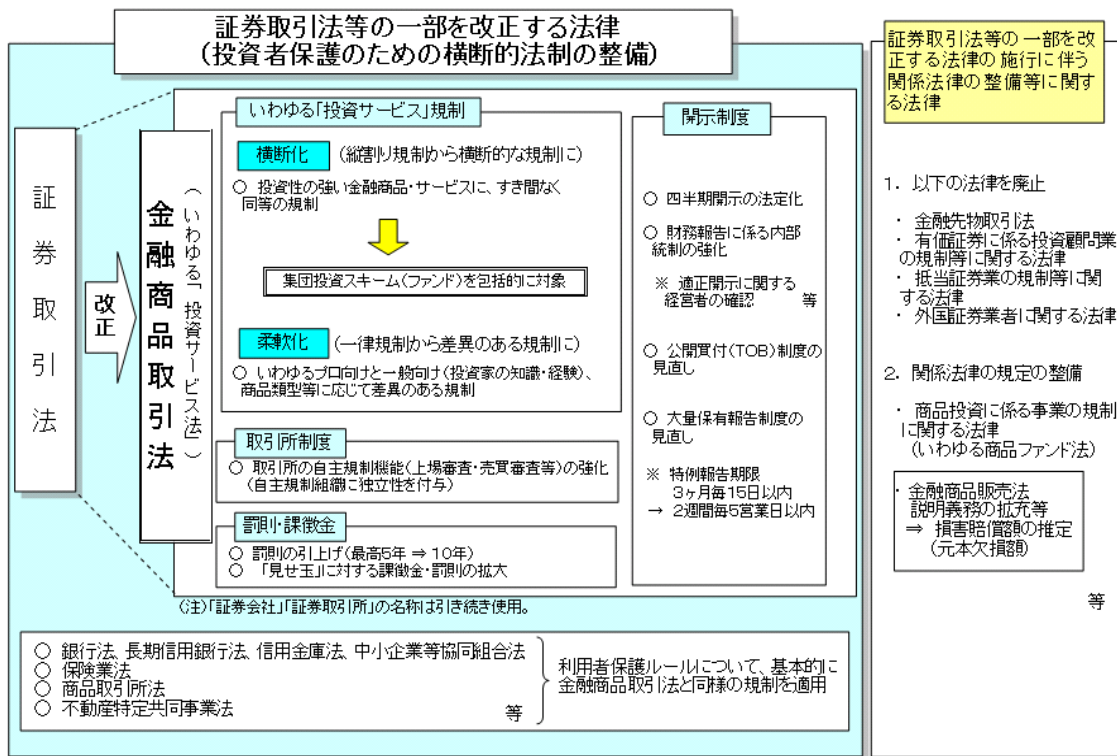 証券取引法等の一部を改正する法律
(投資者保護のための横断的法制の整備)
証券取引法
改正
金融商品取引法
(いわゆる「投資サービス法」)
いわゆる「投資サービス」規制
横断化 (縦割り規制から横断的な規制に)
○ 投資性の強い金融商品・サービスに、すき間なく
同等の規制
集団投資スキーム(ファンド)を包括的に対象
柔軟化 (一律規制から差異のある規制に)
○ いわゆるプロ向けと一般向け(投資家の知識・経験)、
商品類型等に応じて差異のある規制
取引所制度
○ 取引所の自主規制機能(上場審査・売買審査等)の強化
(自主規制組織に独立性を付与)
罰則・課徴金
○ 罰則の引上げ(最高5年 ⇒ 10年)
○ 「見せ玉」に対する課徴金・罰則の拡大
開示制度
○ 四半期開示の法定化
○ 財務報告に係る内部
統制の強化
※ 適正開示に関する
経営者の確認 等
○ 公開買付(TOB)制度の
見直し
○ 大量保有報告制度の
見直し
※ 特例報告期限
3ヶ月毎15日以内
→ 2週間毎5営業日以内
(注)「証券会社」「証券取引所」の名称は引き続き使用。
○ 銀行法、長期信用銀行法、信用金庫法、中小企業等協同組合法
○ 保険業法
○ 商品取引所法
○ 不動産特定共同事業法
等
利用者保護ルールについて、基本的に
金融商品取引法と同様の規制を適用
証券取引法等の一部を改
正する法律の施行に伴う
関係法律の整備等に関す
る法律
1. 以下の法律を廃止
・ 金融先物取引法
・ 有価証券に係る投資顧問業
の規制等に関する法律
・ 抵当証券業の規制等に関
する法律
・ 外国証券業者に関する法律
2. 関係法律の規定の整備
・ 商品投資に係る事業の規制
に関する法律
(いわゆる商品ファンド法)
・ 金融商品販売法
説明義務の拡充等
⇒ 損害賠償額の推定
(元本欠損額)
等